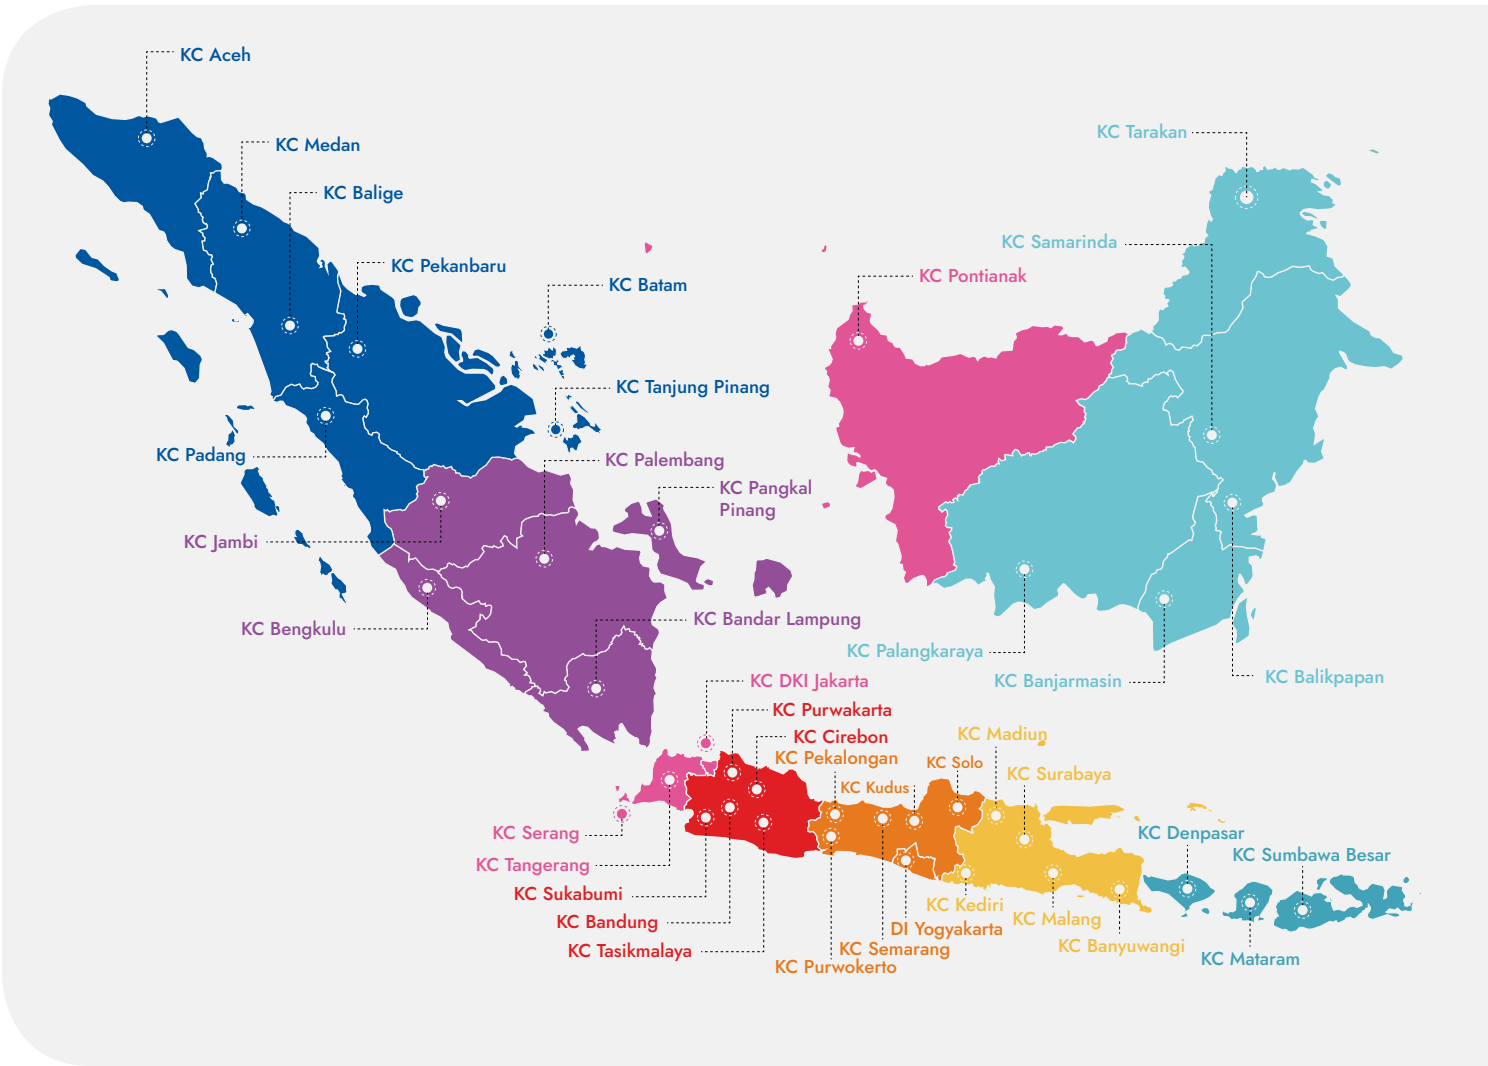 KC Aceh
KC Medan
KC Balige
KC Pekanbaru
KC Batam
KC Tanjung Pinang
KC Padang
KC Palembang
KC Pangkal
Pinang
KC Jambi
KC Bengkulu
KC Bandar Lampung
KC Tarakan
KC Samarinda
KC Pontianak
KC Palangkaraya
KC Banjarmasin
KC Balikpapan
KC DKI Jakarta
KC Purwakarta
KC Cirebon
KC Pekalongan
KC Kudus
KC Solo
KC Madiun
KC Surabaya
KC Serang
KC Tangerang
KC Sukabumi
KC Bandung
KC Tasikmalaya
KC Kediri
KC Malang
DI Yogyakarta
KC Semarang
KC Purwokerto
KC Banyuwangi
KC Denpasar
KC Sumbawa Besar
KC Mataram